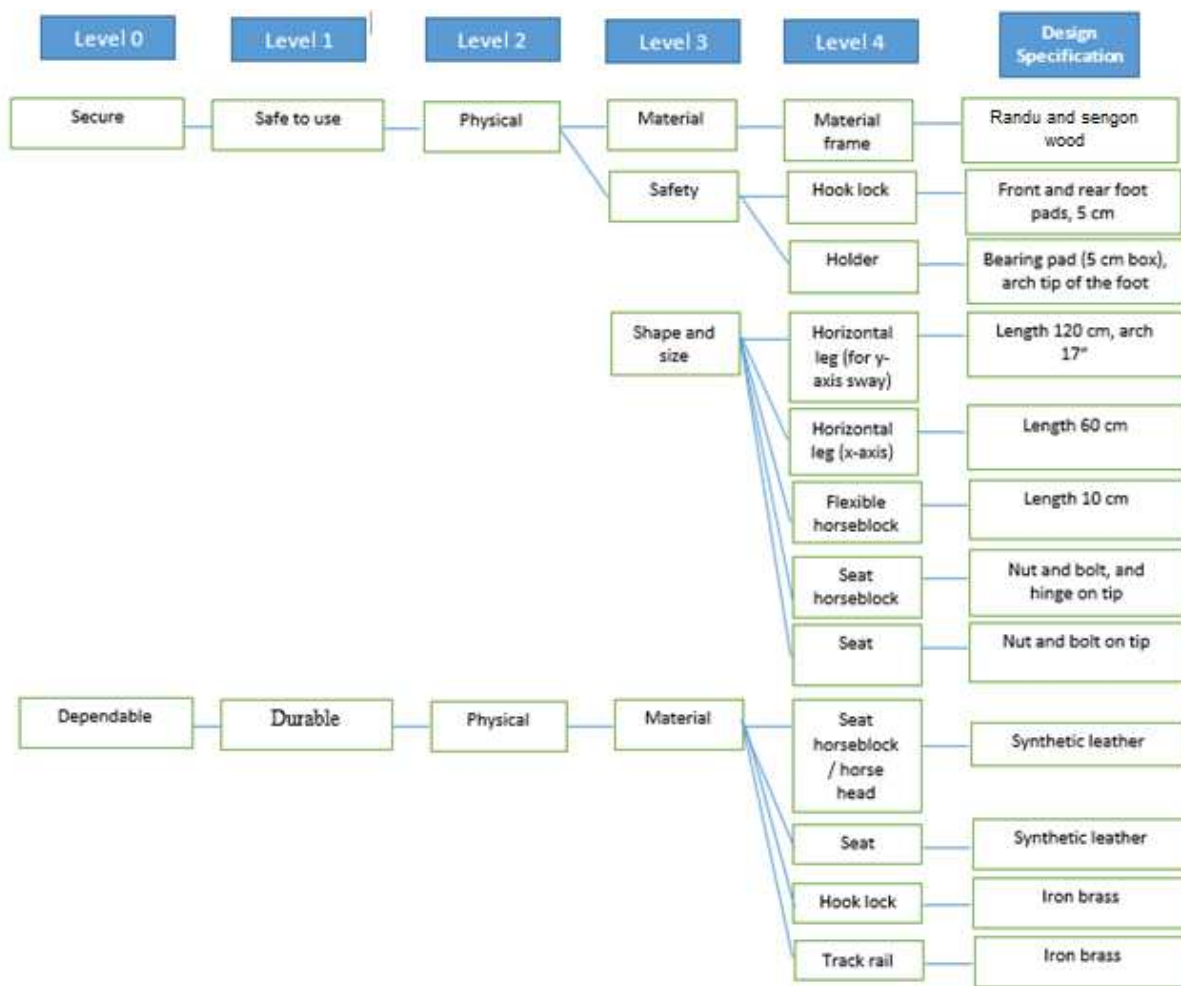 Level 0
Level 1
Level 2
Level 3
Level 4
Design
Specification
Secure
Safe to use
Physical
Material
Material
frame
Randu and sengon
wood
Safety
Hook lock
Front and rear foot
pads, 5 cm
Holder
Bearing pad (5 cm box),
arch tip of the foot
Shape and
size
Horizontal
leg (for y-
axis sway)
Length 120 cm, arch
17"
Horizontal
leg (x-axis)
Length 60 cm
Flexible
horseblock
Length 10 cm
Seat
horseblock
Nut and bolt, and
hinge on tip
Seat
Nut and bolt on tip
Dependable
Durable
Physical
Material
Seat
horseblock
/ horse
head
Synthetic leather
Seat
Synthetic leather
Hook lock
Iron brass
Track rail
Iron brass